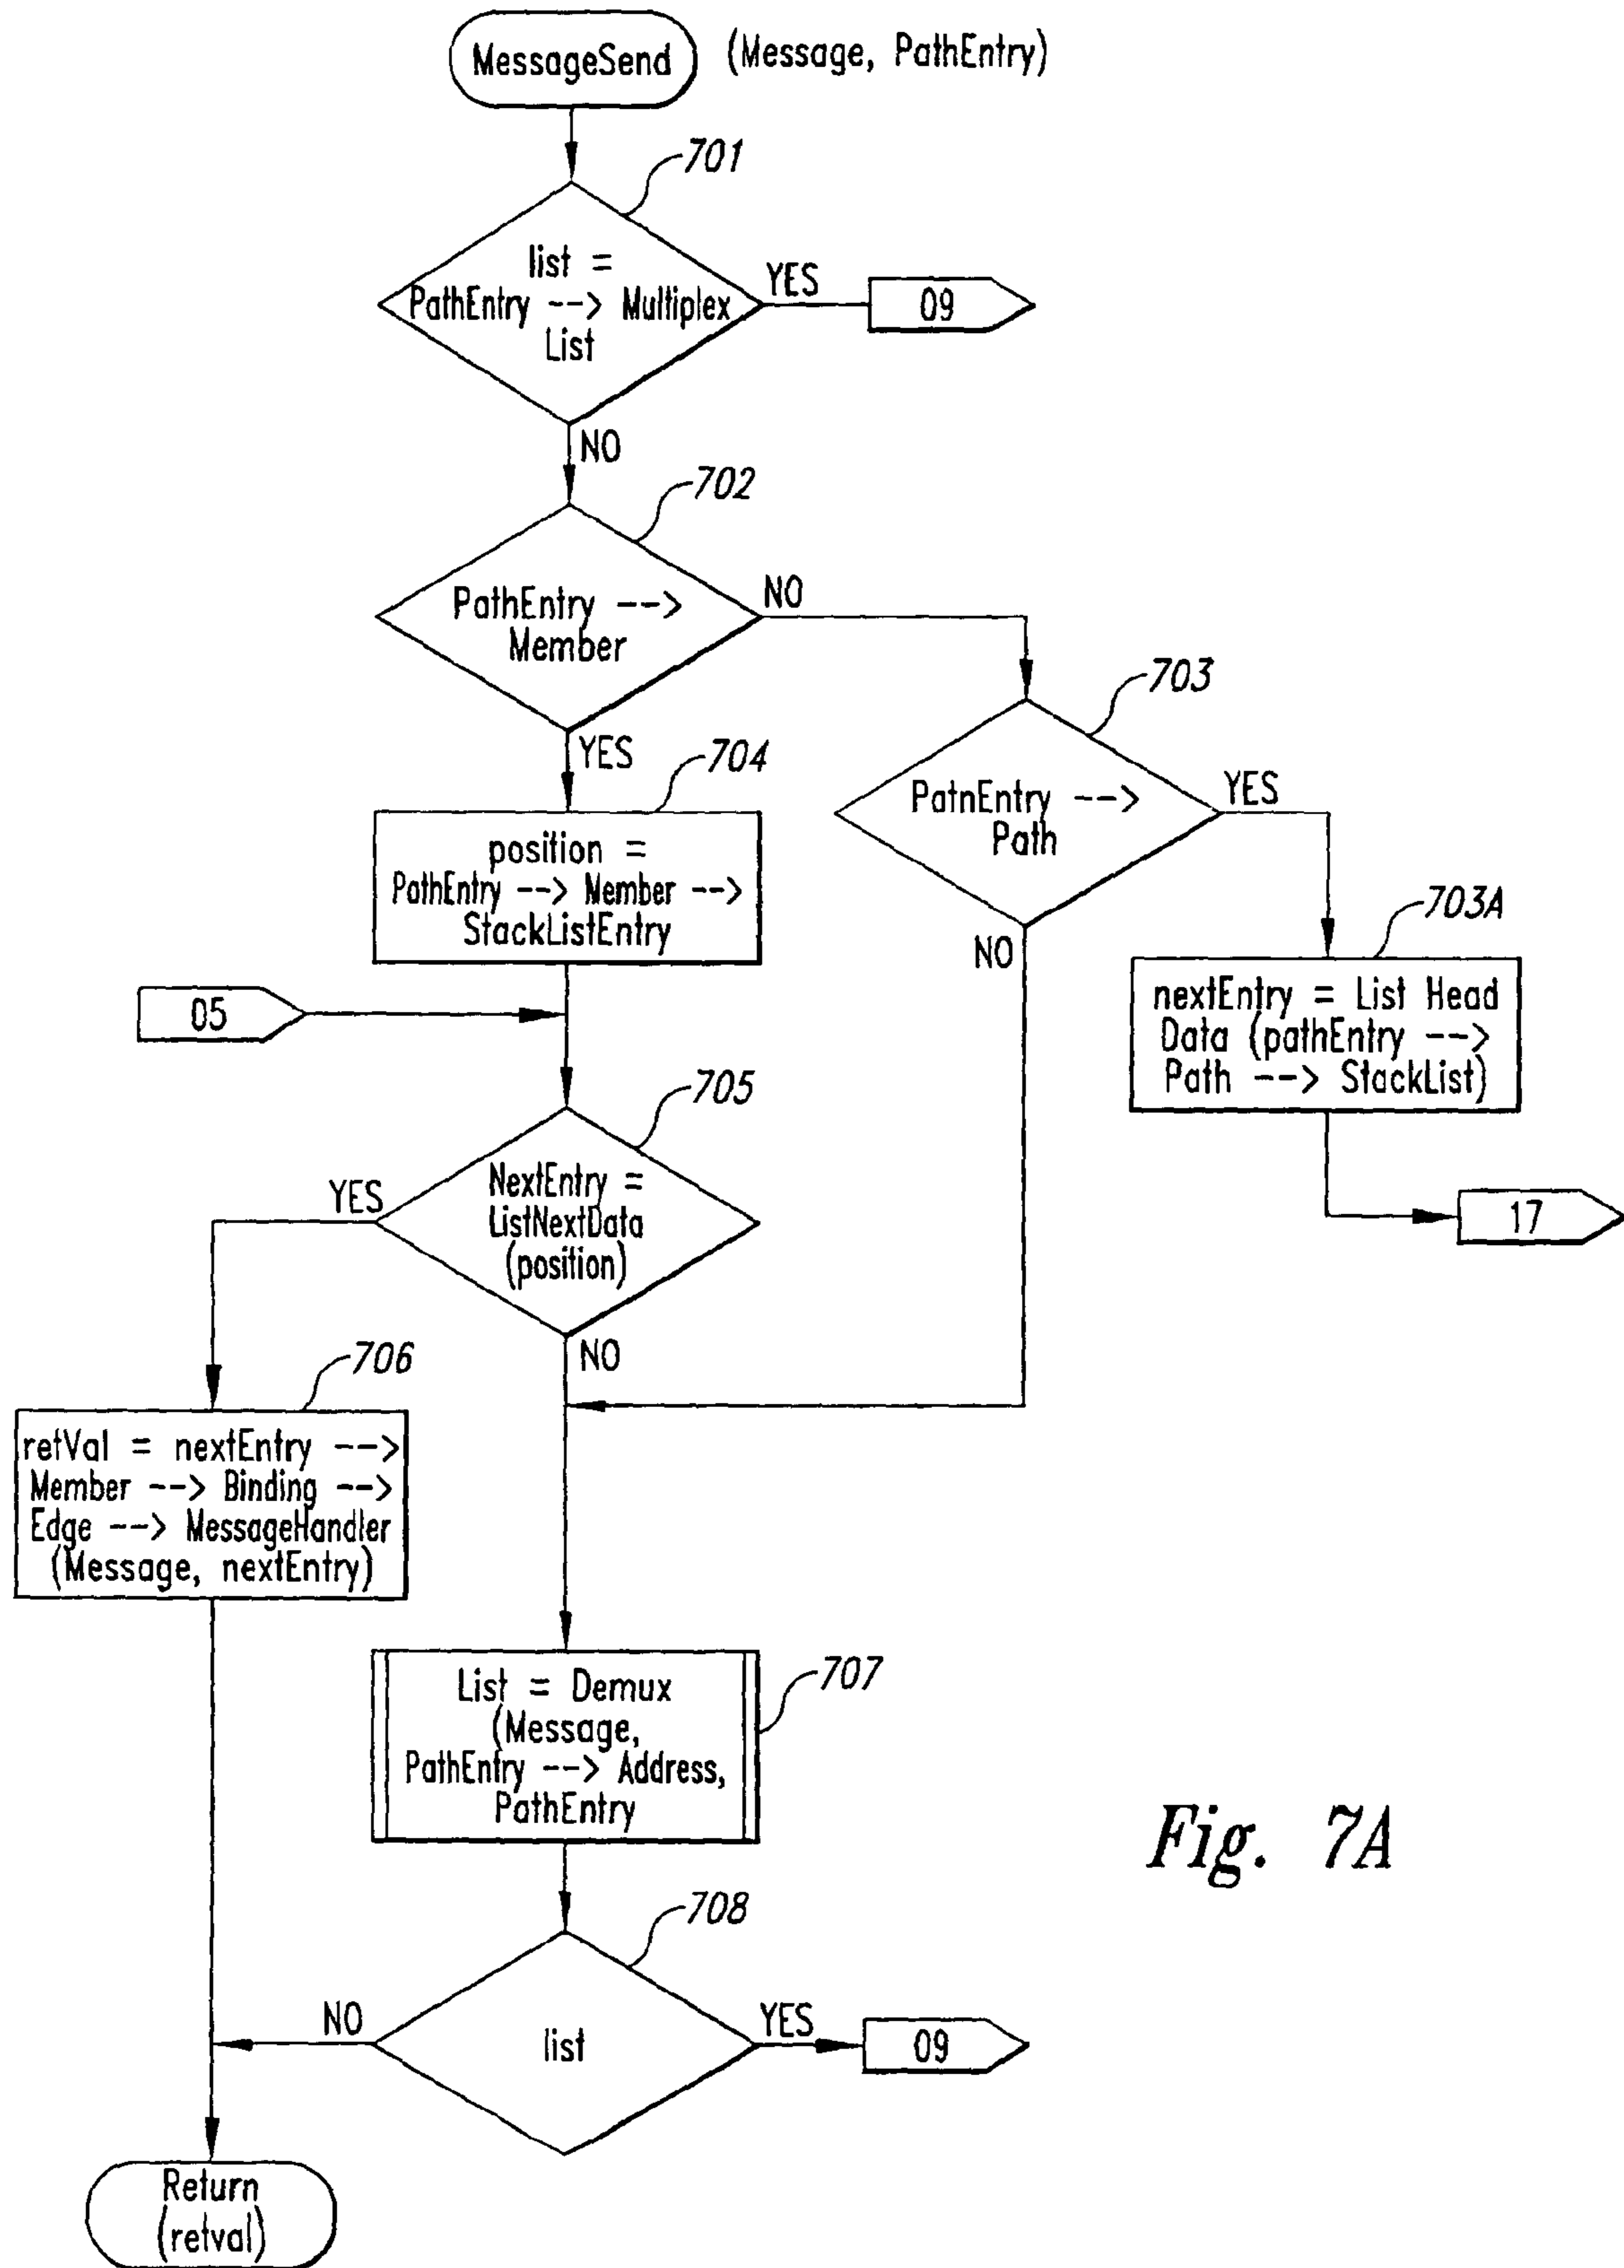 MessageSend (Message, PathEntry)
701
list =
PathEntry --> Multiplex
List
YES
09
NO
702
PathEntry -->
Member
NO
YES
703
PatnEntry -->
Path
YES
NO
704
position =
PathEntry --> Member -->
StackListEntry
703A
nextEntry = List Head
Data (pathEntry -->
Path --> StackList)
05
17
705
NextEntry =
ListNextData
(position)
YES
NO
706
retVal = nextEntry -->
Member --> Binding -->
Edge --> MessageHandler
(Message, nextEntry)
707
List = Demux
(Message,
PathEntry --> Address,
PathEntry
Fig. 7A
708
list
NO
YES
09
Return
(retval)